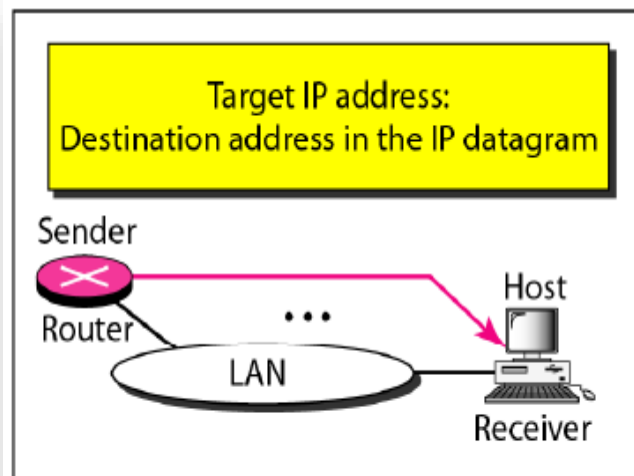 Target IP address:
Destination address in the IP datagram
Sender
Router
Host
LAN
Receiver